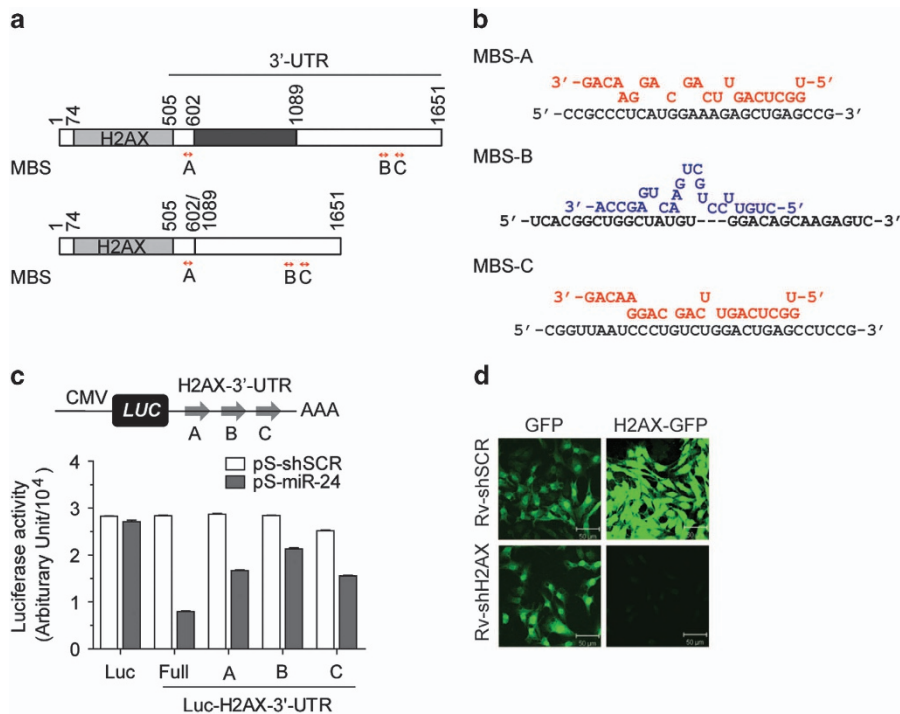 a
3'-UTR
1
74
505
602
1089
1651
H2AX
MBS
A
B
C
1
74
505
602/
1089
1651
H2AX
MBS
A
B
C
b
MBS-A
3'-GACA GA GA U U-5'
AG C CU GACUCGG
5'-CCGCCCUCAUGGAAAGAGCUGAGCCG-3'
MBS-B
UC
GU G G U U
A
3'-ACCGA CA U CC UGUC-5'
5'-UCACGGCUGGCUAUGU---GGACAGCAAGAGUC-3'
MBS-C
3'-GACAA U U-5'
GGAC GAC UGACUCGG
5'-CGGUUAAUCCCUGUCUGGACUGAGCCUCCG-3'
c
H2AX-3'-UTR
CMV
LUC
AAA
A
B
C
pS-shSCR
pS-miR-24
Luciferase activity
(Arbiturary Unit/10⁴)
4
3
2
1
0
Luc
Full
A
B
C
Luc-H2AX-3'-UTR
d
GFP
H2AX-GFP
Rv-shSCR
Rv-shH2AX
50 µm
50 µm
50 µm